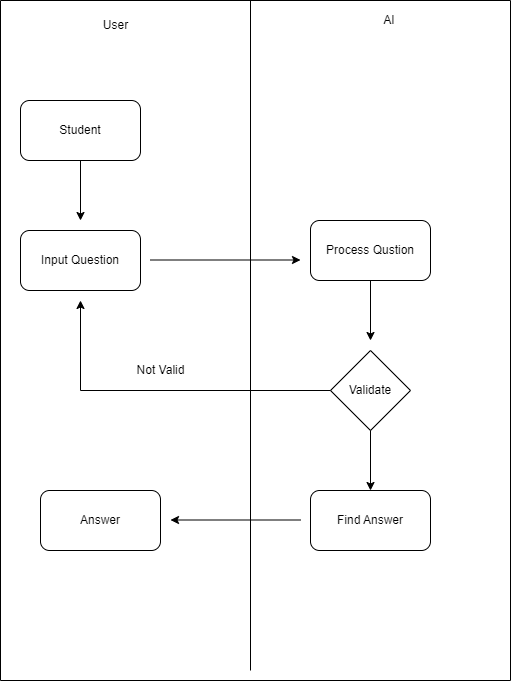 User
AI
Student
Input Question
Process Qustion
Not Valid
Validate
Answer
Find Answer